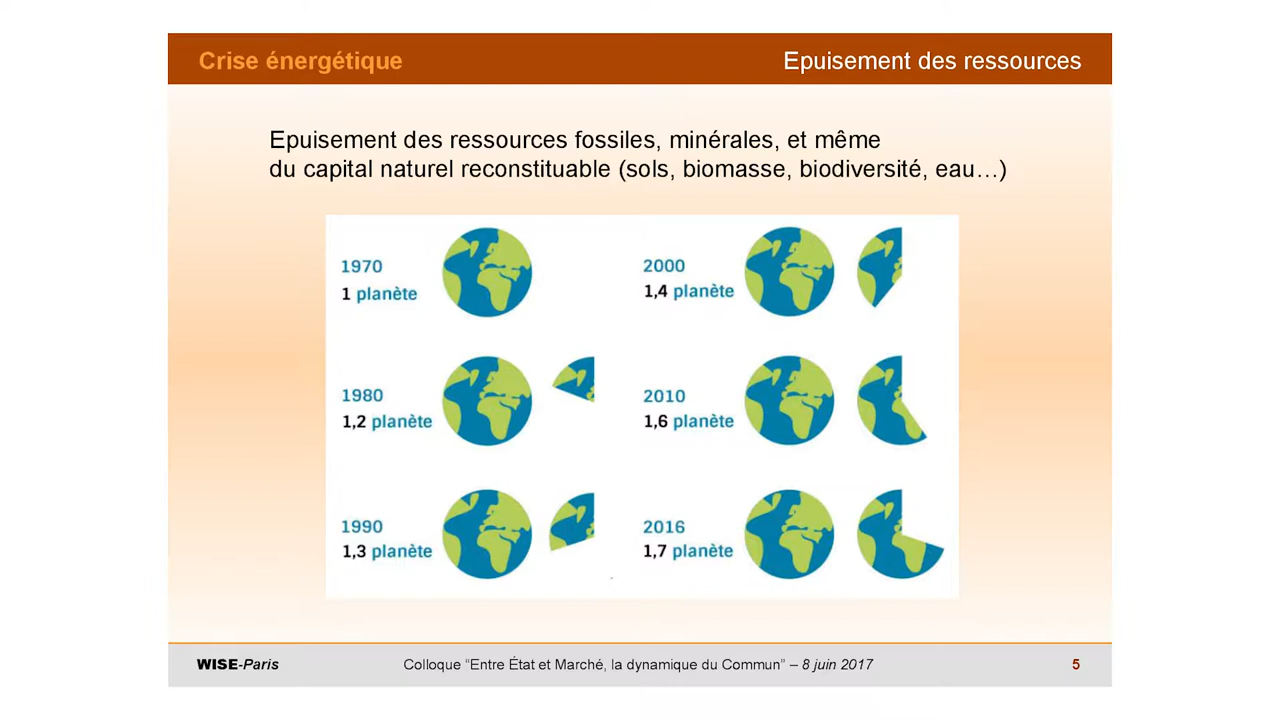 Crise énergétique
Epuisement des ressources
Epuisement des ressources fossiles, minérales, et même
du capital naturel reconstituable (sols, biomasse, biodiversité, eau…)
1970
1 planète
1980
1,2 planète
1990
1,3 planète
2000
1,4 planète
2010
1,6 planète
2016
1,7 planète
WISE-Paris
Colloque “Entre État et Marché, la dynamique du Commun” – 8 juin 2017
5